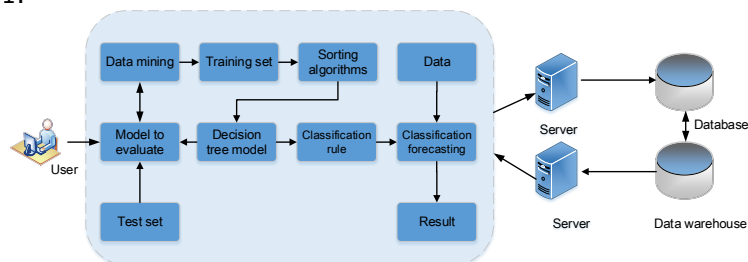 Data mining
Training set
Sorting
algorithms
Data
Server
Database
User
Model to
evaluate
Decision
tree model
Classification
rule
Classification
forecasting
Test set
Result
Server
Data warehouse